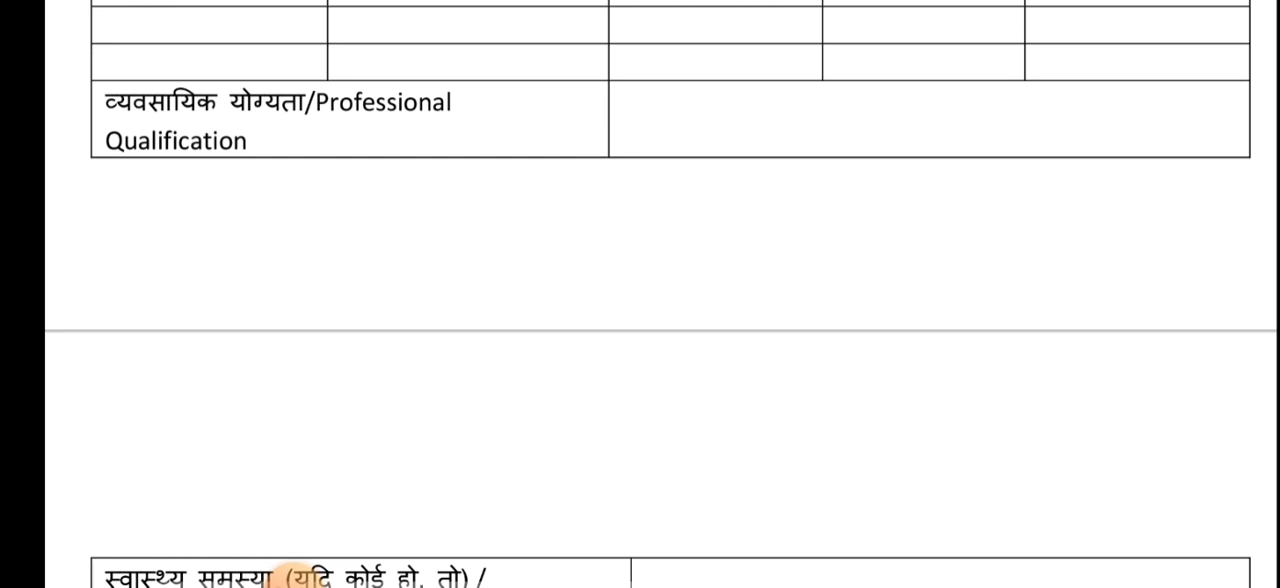 व्यवसायिक योग्यता/Professional
Qualification
स्वास्थ्य समस्या (यदि कोई हो, तो) /